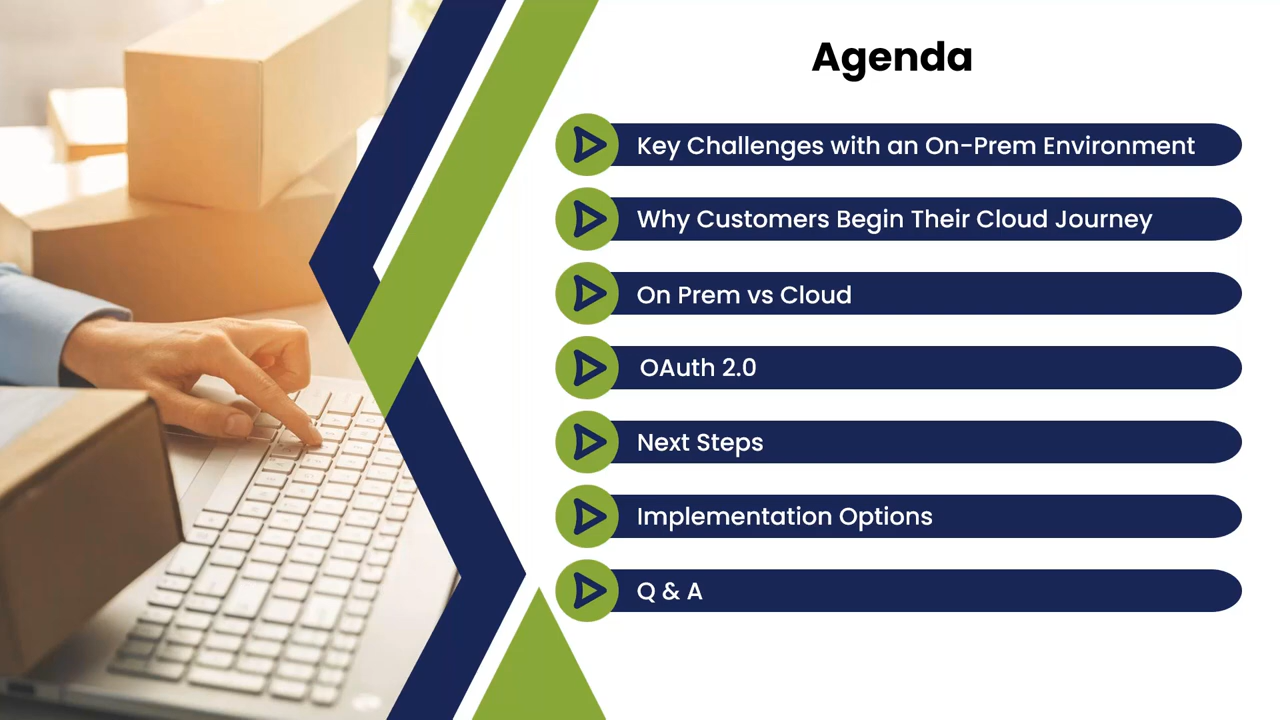 Agenda
Key Challenges with an On-Prem Environment
Why Customers Begin Their Cloud Journey
On Prem vs Cloud
OAuth 2.0
Next Steps
Implementation Options
Q & A